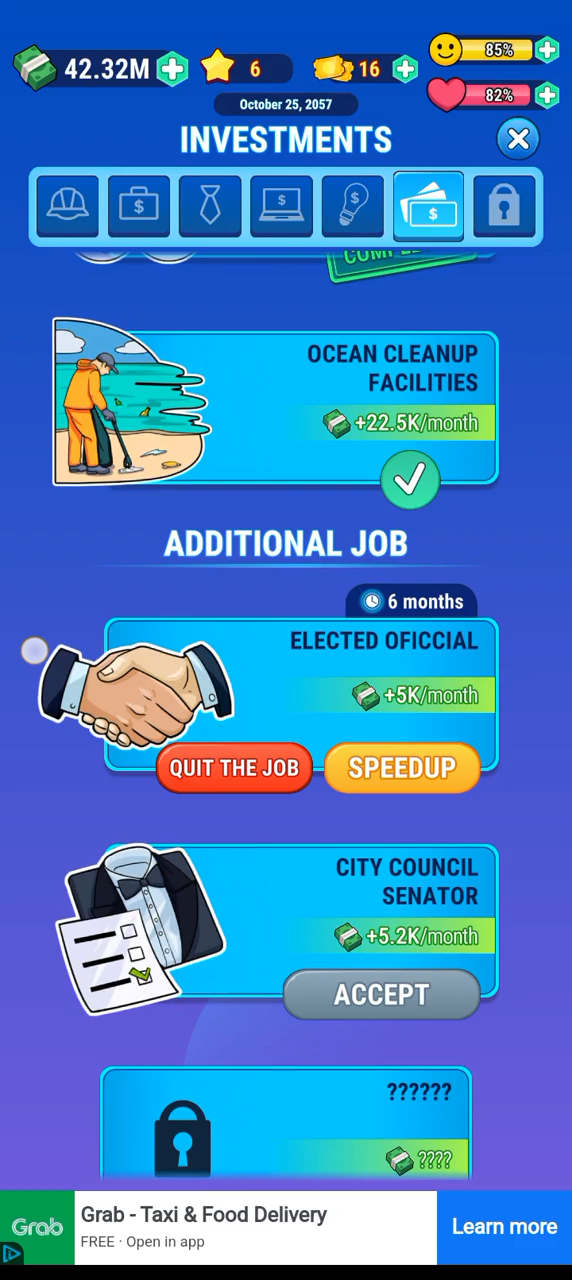 42.32M
6
16
85%
82%
October 25, 2057
INVESTMENTS
OCEAN CLEANUP
FACILITIES
+22.5K/month
ADDITIONAL JOB
6 months
ELECTED OFICCIAL
+5K/month
QUIT THE JOB
SPEEDUP
CITY COUNCIL
SENATOR
+5.2K/month
ACCEPT
??????
????
Grab
Grab - Taxi & Food Delivery
FREE · Open in app
Learn more